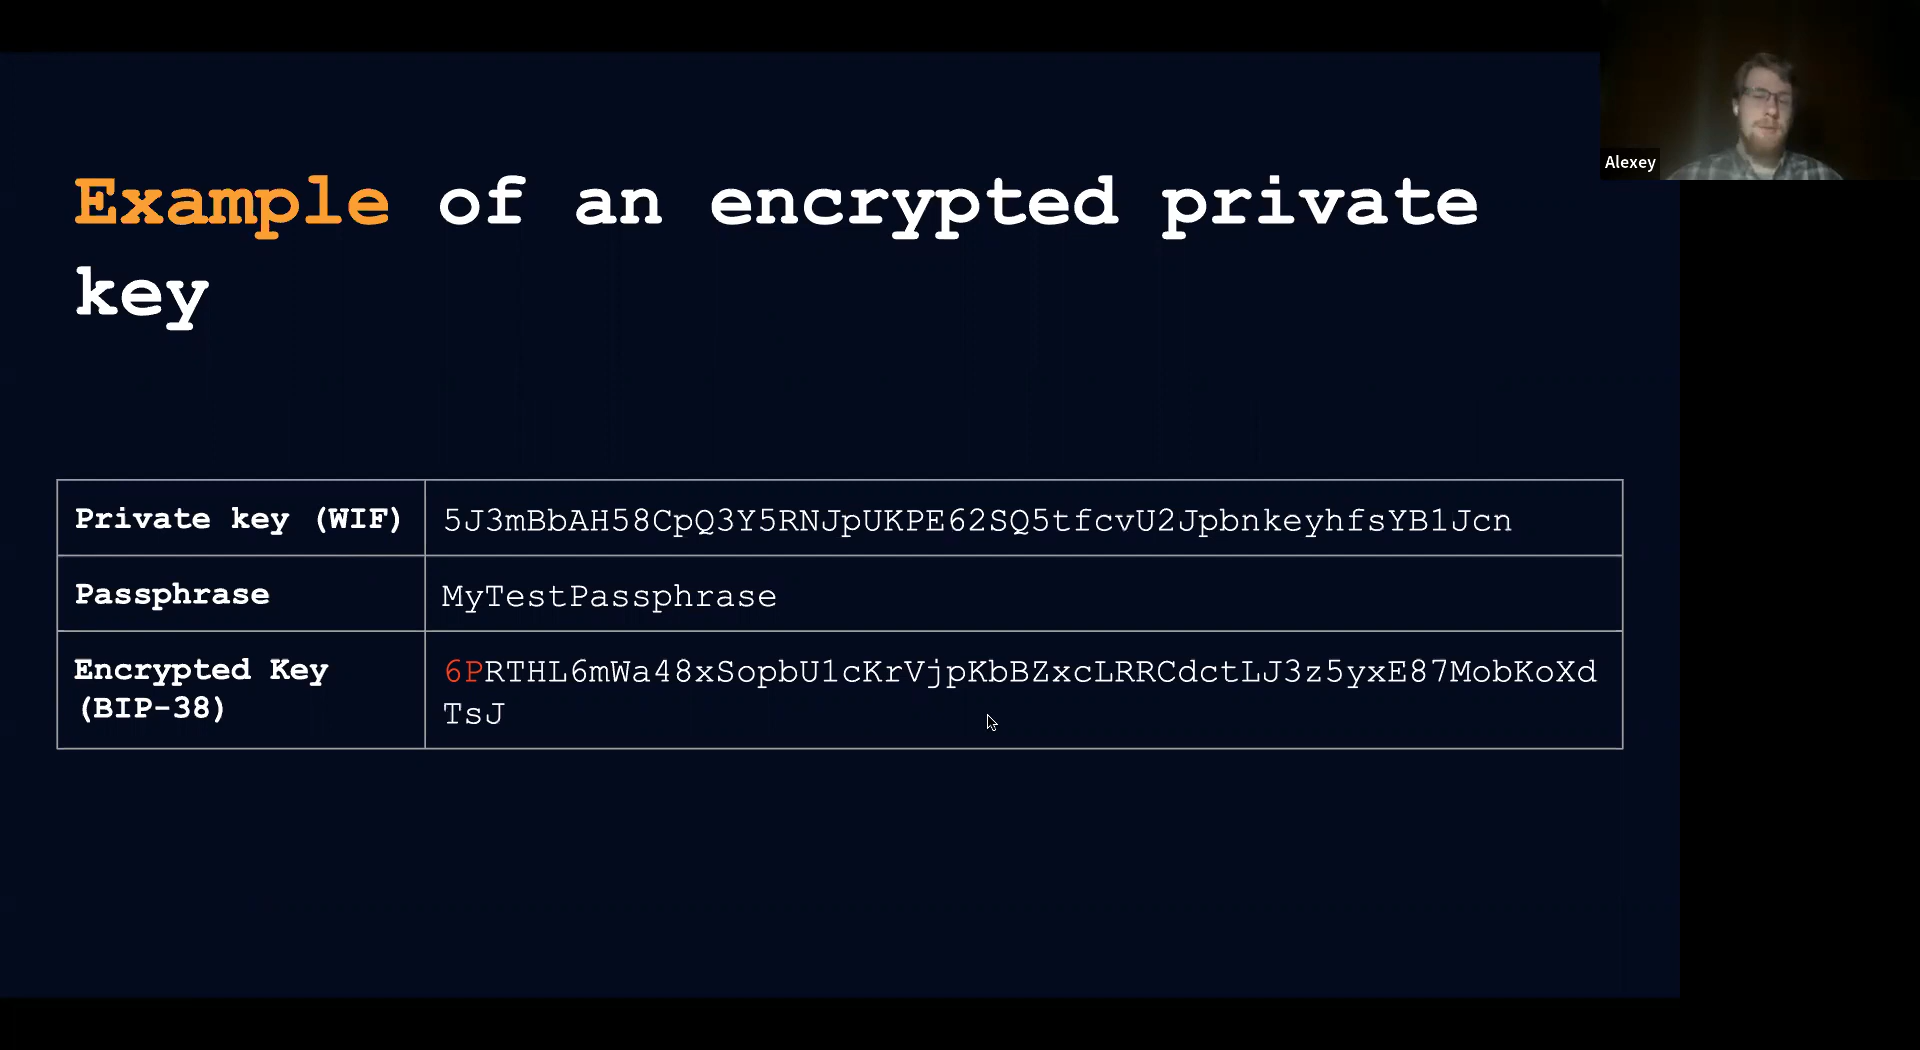 Alexey
Example of an encrypted private
key
Private key (WIF)
5J3mBbAH58CpQ3Y5RNJpUKPE62SQ5tfcvU2JpbnkeyhfsYB1Jcn
Passphrase
MyTestPassphrase
Encrypted Key
(BIP-38)
6PRTHL6mWa48xSopbU1cKrVjpKbBZxcLRRCdctLJ3z5yxE87MobKoXd
TsJ